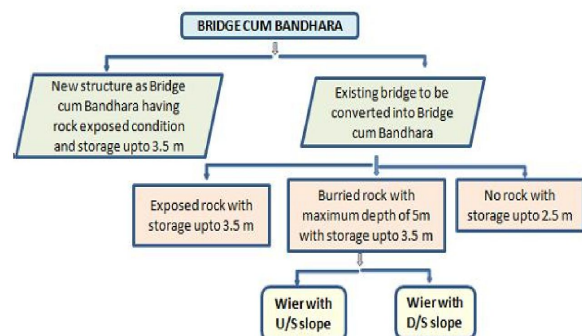 BRIDGE CUM BANDHARA
New structure as Bridge
cum Bandhara having
rock exposed condition
and storage upto 3.5 m
Existing bridge to be
converted into Bridge
cum Bandhara
Exposed rock with
storage upto 3.5 m
Burried rock with
maximum depth of 5m
with storage upto 3.5 m
No rock with
storage upto 2.5 m
Wier with
U/S slope
Wier with
D/S slope